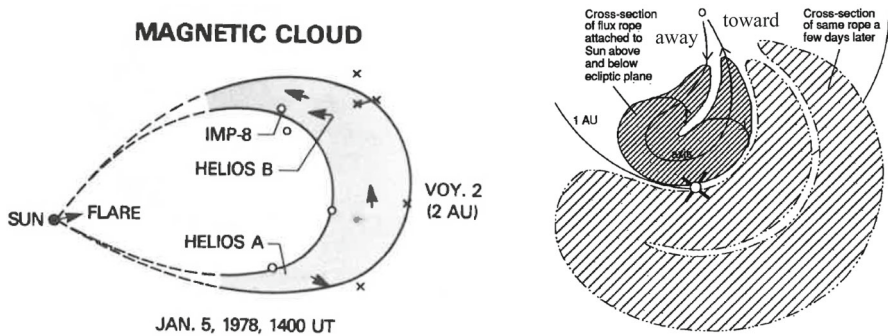 MAGNETIC CLOUD
IMP-8
HELIOS B
VOY. 2
(2 AU)
SUN
FLARE
HELIOS A
JAN. 5, 1978, 1400 UT
Cross-section
of flux rope
attached to
Sun above
and below
ecliptic plane
away
toward
Cross-section
of same rope a
few days later
1 AU
axis